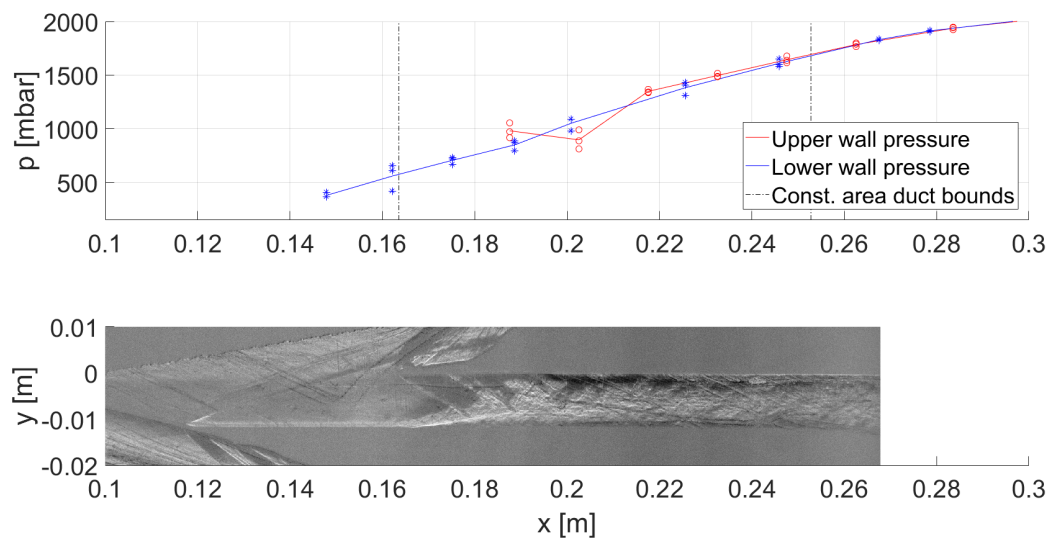 2000
1500
1000
500
p [mbar]
Upper wall pressure
Lower wall pressure
Const. area duct bounds
0.1 0.12 0.14 0.16 0.18 0.2 0.22 0.24 0.26 0.28 0.3
0.01
0
-0.01
-0.02
y [m]
0.1 0.12 0.14 0.16 0.18 0.2 0.22 0.24 0.26 0.28 0.3
x [m]